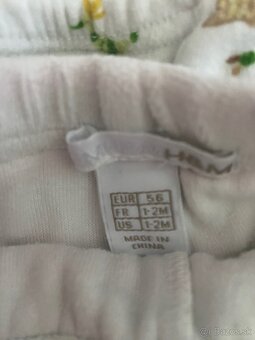 H&M
EUR 56
FR 1-2M
US 1-2M
MADE IN
CHINA